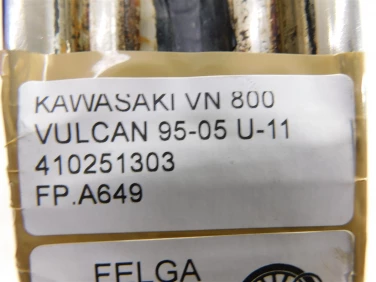 KAWASAKI VN 800
VULCAN 95-05 U-11
410251303
FP.A649
FELGA